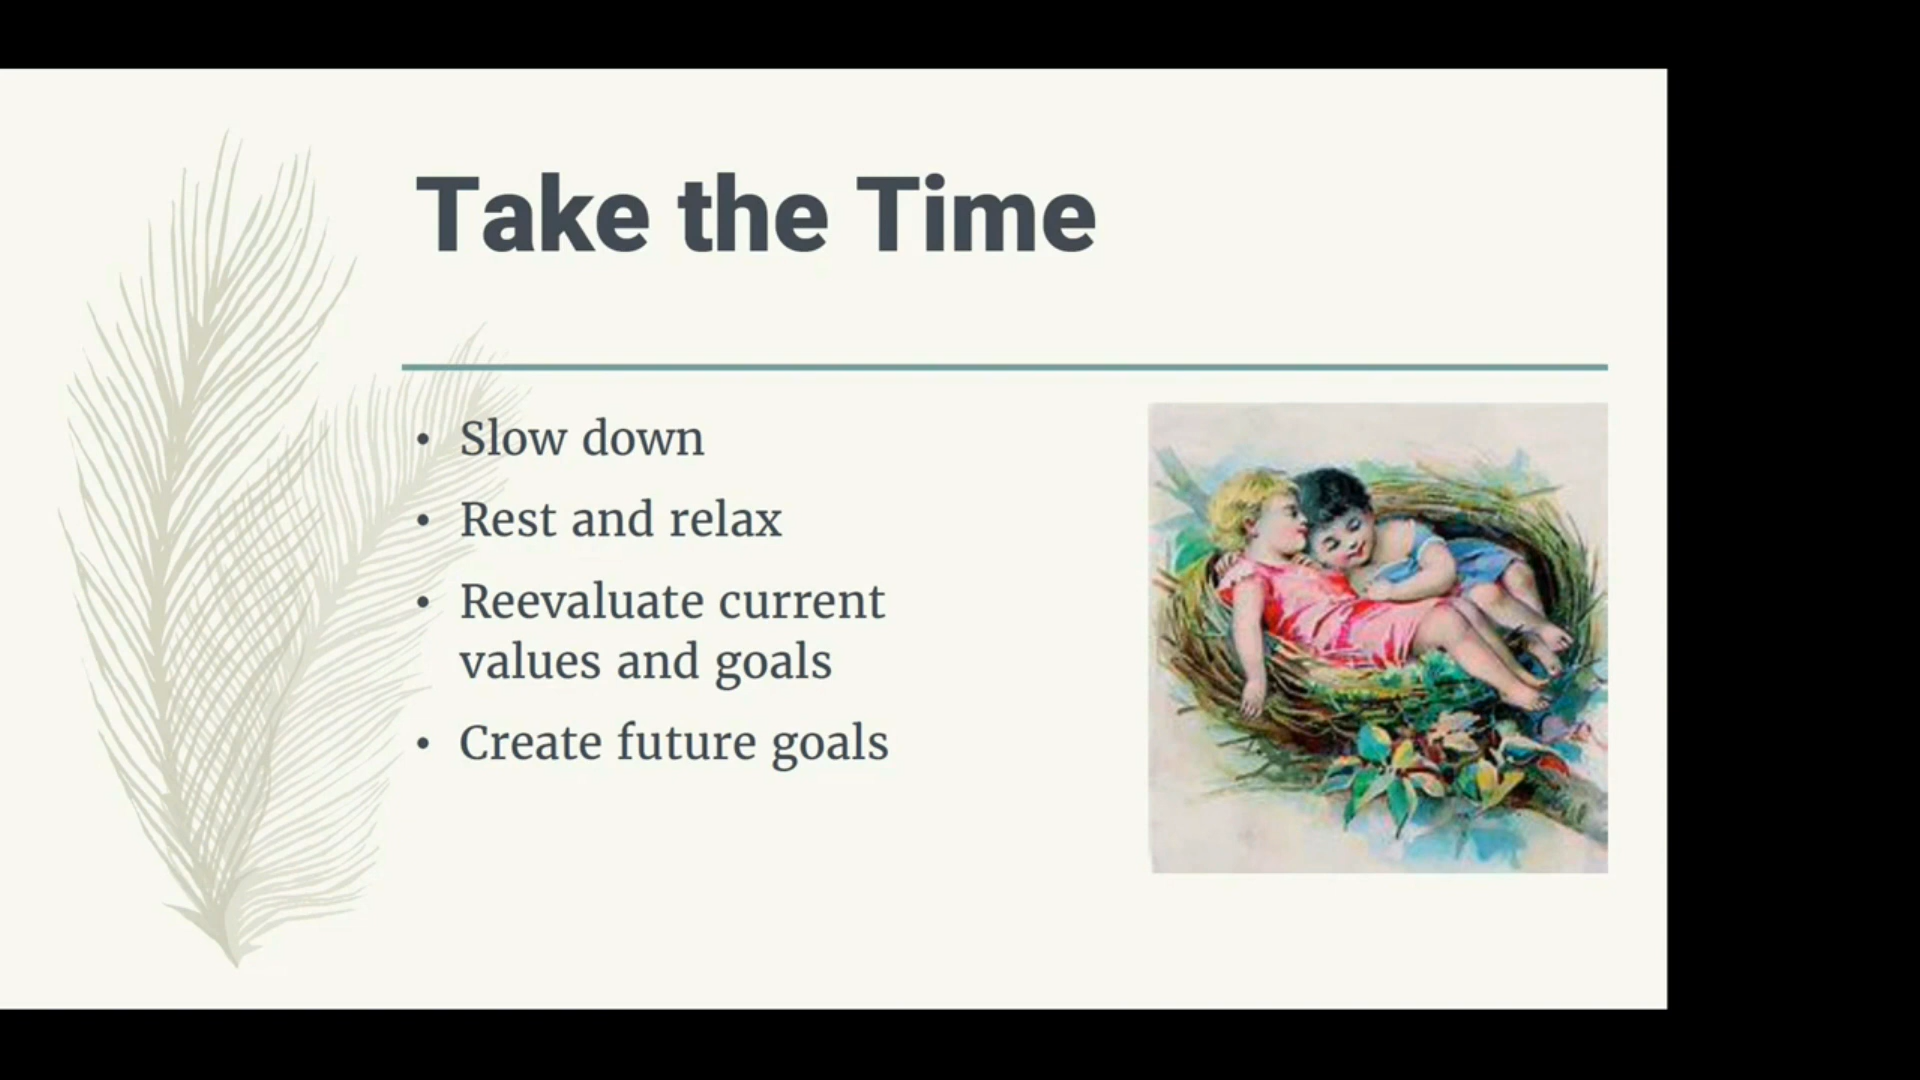 Take the Time
• Slow down
• Rest and relax
• Reevaluate current
values and goals
• Create future goals